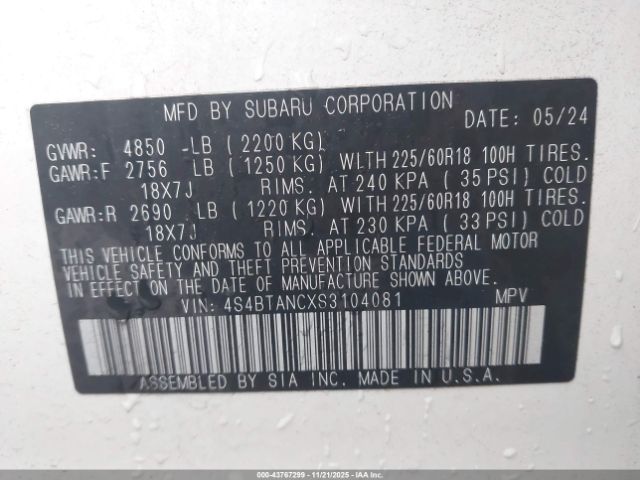 MFD BY SUBARU CORPORATION
DATE: 05/24
GVWR: 4850 -LB (2200 KG)
GAWR:F 2756 LB (1250 KG) WITH 225/60R18 100H TIRES.
18X7J RIMS. AT 240 KPA (35 PSI) COLD
GAWR:R 2690 LB (1220 KG) WITH 225/60R18 100H TIRES.
18X7J RIMS. AT 230 KPA (33 PSI) COLD
THIS VEHICLE CONFORMS TO ALL APPLICABLE FEDERAL MOTOR
VEHICLE SAFETY AND THEFT PREVENTION STANDARDS
IN EFFECT ON THE DATE OF MANUFACTURE SHOWN ABOVE.
VIN: 4S4BTANCXS3104081 MPV
ASSEMBLED BY SIA INC. MADE IN U.S.A.
000-43767299 - 11/21/2025 - IAAI.com